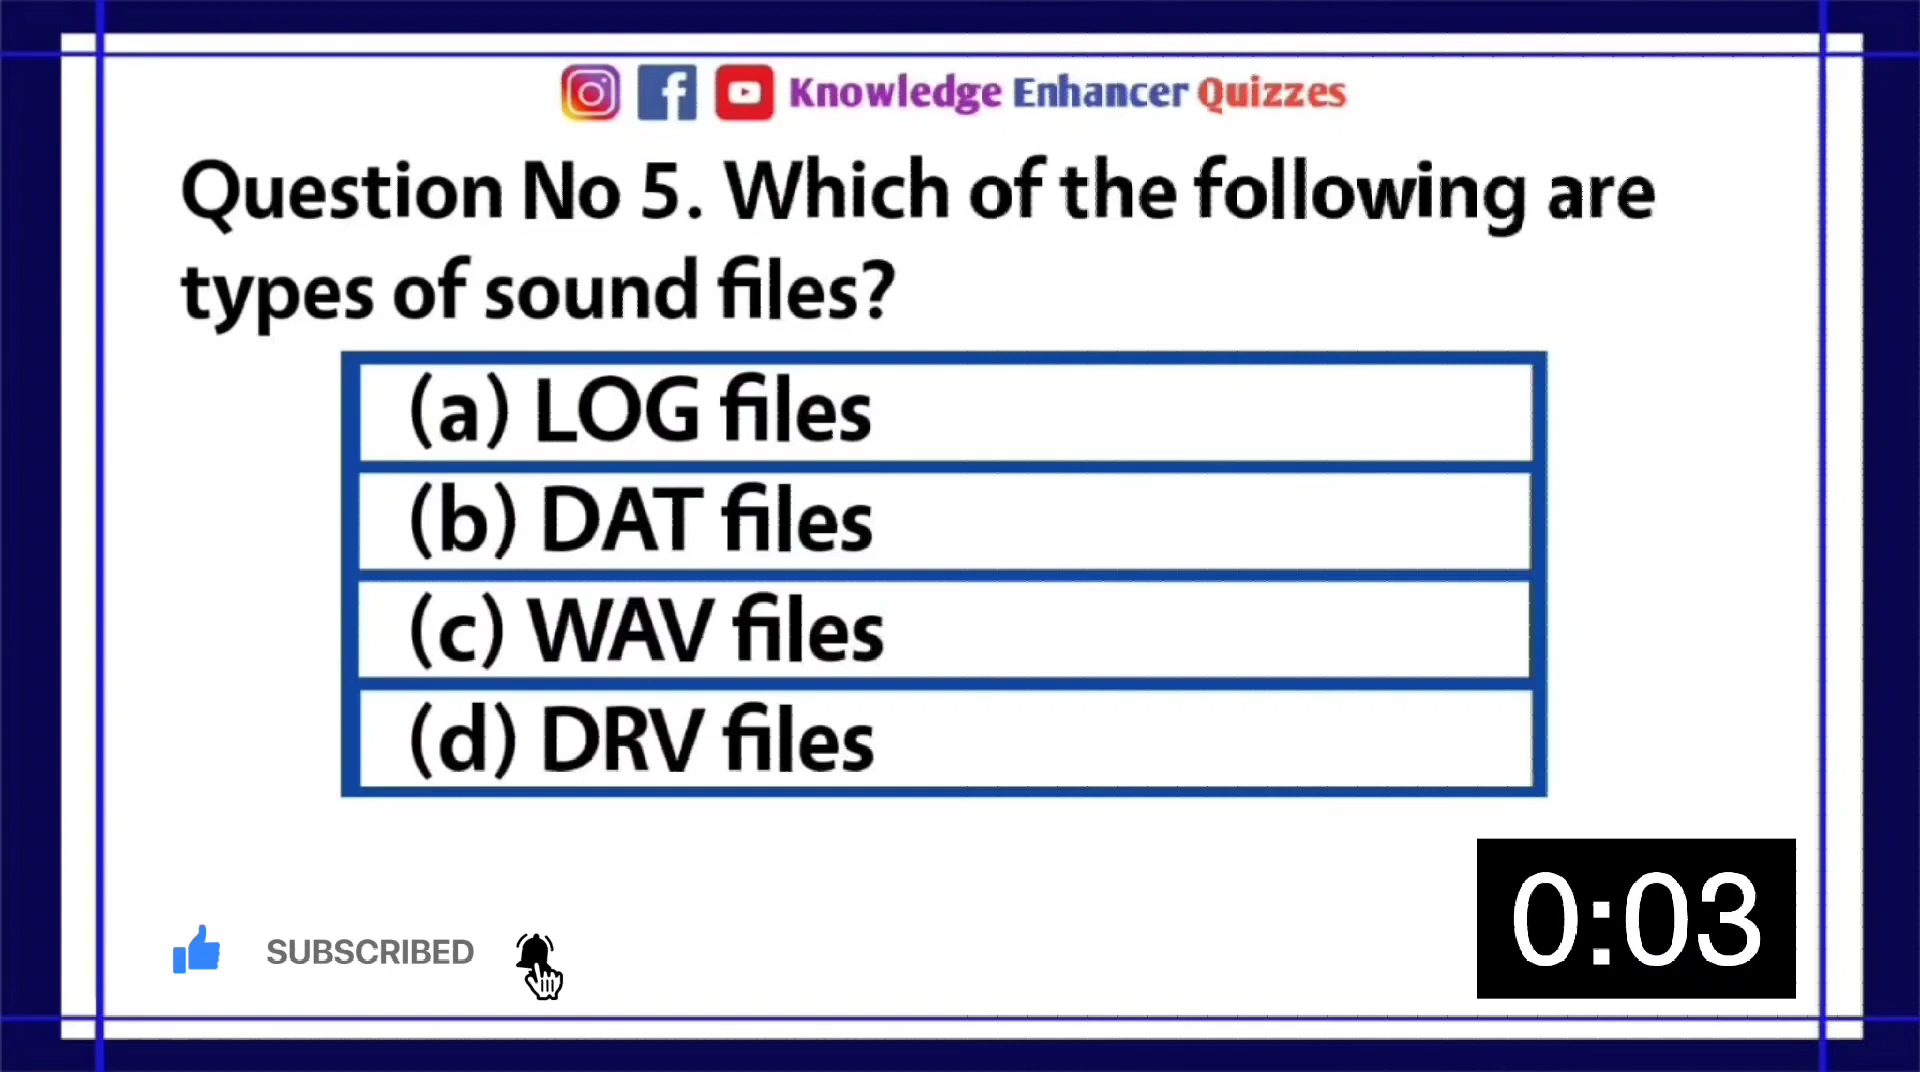 Knowledge Enhancer Quizzes
Question No 5. Which of the following are
types of sound files?
(a) LOG files
(b) DAT files
(c) WAV files
(d) DRV files
0:03
SUBSCRIBED